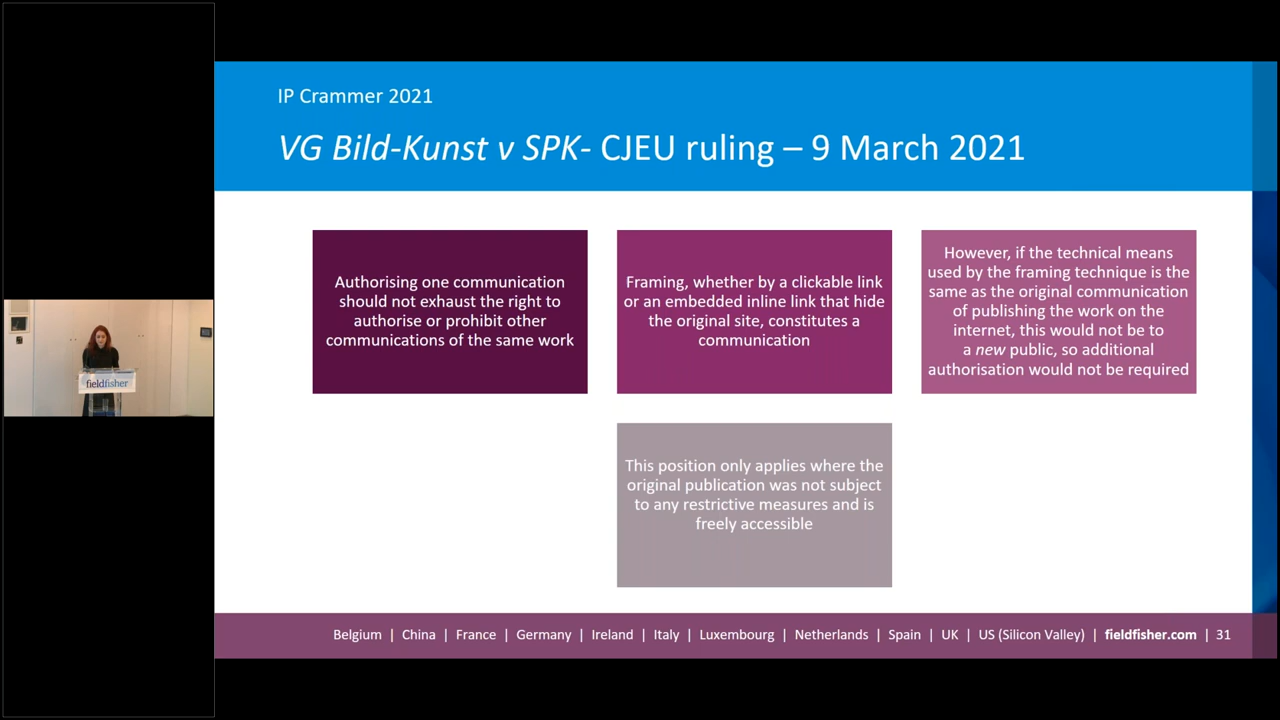 IP Crammer 2021
VG Bild-Kunst v SPK- CJEU ruling – 9 March 2021
Authorising one communication
should not exhaust the right to
authorise or prohibit other
communications of the same work
Framing, whether by a clickable link
or an embedded inline link that hide
the original site, constitutes a
communication
However, if the technical means
used by the framing technique is the
same as the original communication
of publishing the work on the
internet, this would not be to
a new public, so additional
authorisation would not be required
This position only applies where the
original publication was not subject
to any restrictive measures and is
freely accessible
fieldfisher
Belgium | China | France | Germany | Ireland | Italy | Luxembourg | Netherlands | Spain | UK | US (Silicon Valley) | fieldfisher.com | 31